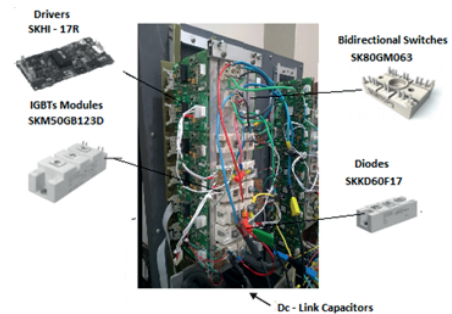 Drivers
SKHI - 17R
IGBTs Modules
SKM50GB123D
Bidirectional Switches
SK80GM063
Diodes
SKKD60F17
Dc - Link Capacitors